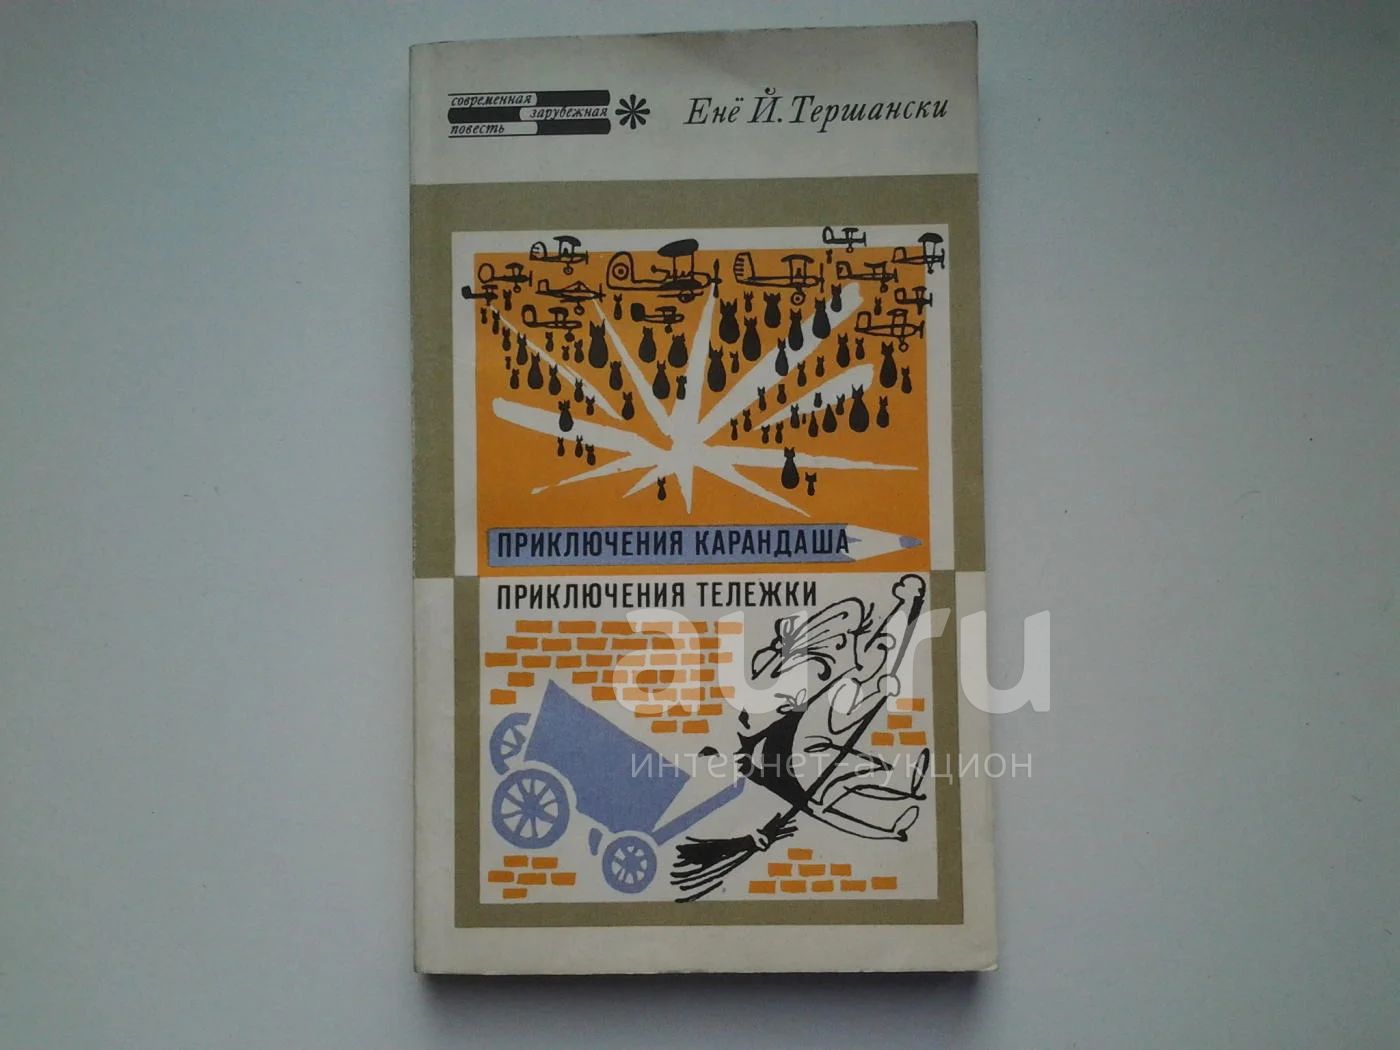 современная
зарубежная
повесть
Енё Й. Тершански
ПРИКЛЮЧЕНИЯ КАРАНДАША
ПРИКЛЮЧЕНИЯ ТЕЛЕЖКИ
au.ru
интернет-аукцион